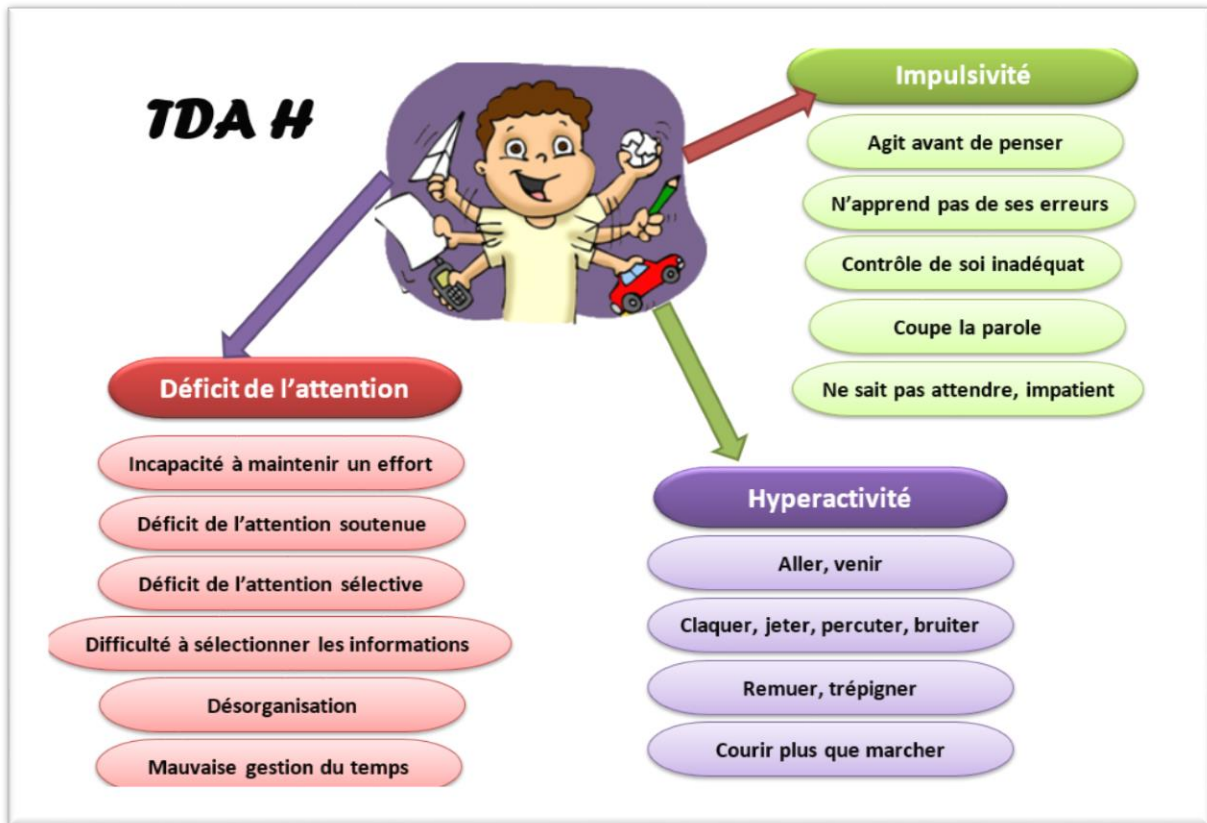 TDA H
Impulsivité
Agit avant de penser
N'apprend pas de ses erreurs
Contrôle de soi inadéquat
Coupe la parole
Ne sait pas attendre, impatient
Déficit de l'attention
Incapacité à maintenir un effort
Déficit de l'attention soutenue
Déficit de l'attention sélective
Difficulté à sélectionner les informations
Désorganisation
Mauvaise gestion du temps
Hyperactivité
Aller, venir
Claquer, jeter, percuter, bruiter
Remuer, trépigner
Courir plus que marcher